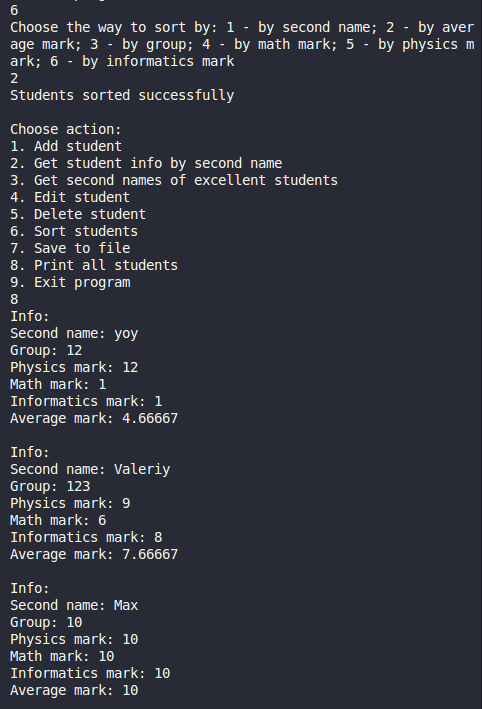 6
Choose the way to sort by: 1 - by second name; 2 - by aver
age mark; 3 - by group; 4 - by math mark; 5 - by physics m
ark; 6 - by informatics mark
2
Students sorted successfully
Choose action:
1. Add student
2. Get student info by second name
3. Get second names of excellent students
4. Edit student
5. Delete student
6. Sort students
7. Save to file
8. Print all students
9. Exit program
8
Info:
Second name: yoy
Group: 12
Physics mark: 12
Math mark: 1
Informatics mark: 1
Average mark: 4.66667
Info:
Second name: Valeriy
Group: 123
Physics mark: 9
Math mark: 6
Informatics mark: 8
Average mark: 7.66667
Info:
Second name: Max
Group: 10
Physics mark: 10
Math mark: 10
Informatics mark: 10
Average mark: 10